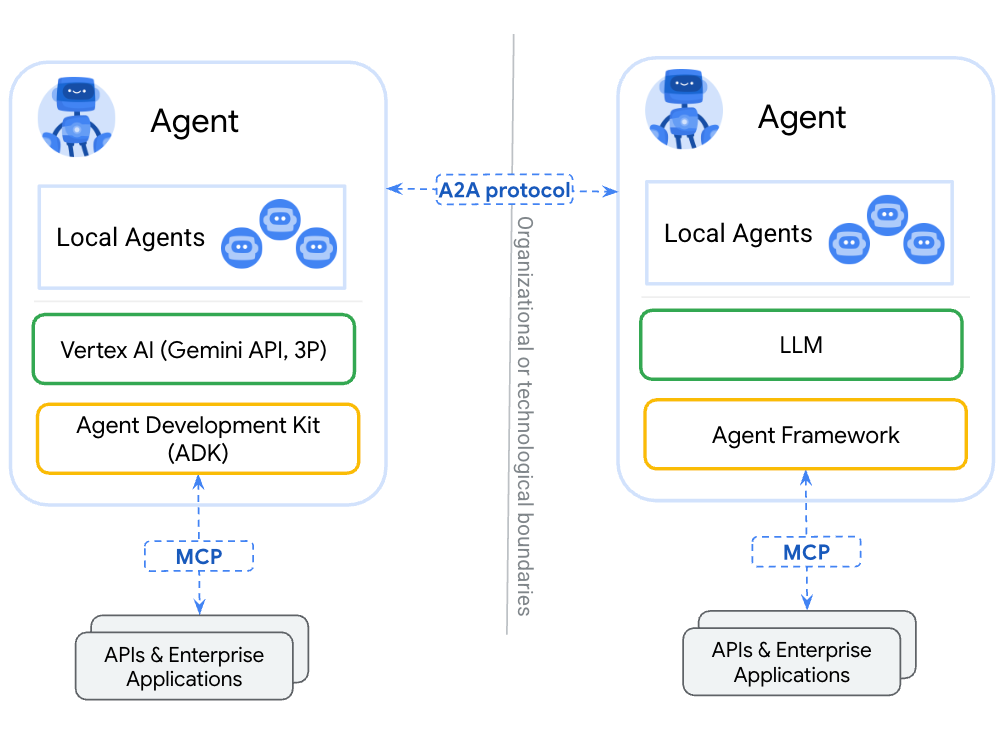 Agent
Local Agents
Vertex AI (Gemini API, 3P)
Agent Development Kit
(ADK)
MCP
APIs & Enterprise
Applications
A2A protocol
Organizational or technological boundaries
Agent
Local Agents
LLM
Agent Framework
MCP
APIs & Enterprise
Applications